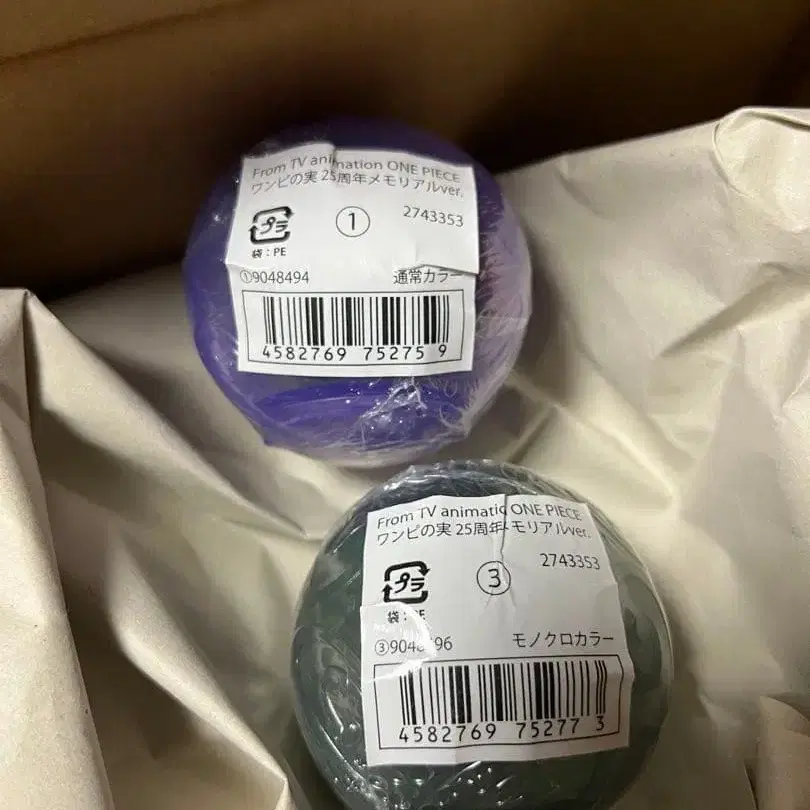 From TV animation ONE PIECE
ワンピの実 25周年メモリアルver.
プラ
① 2743353
袋:PE
①9048494 通常カラー
4582769 75275 9
From TV animatic ONE PIECE
ワンピの実 25周年 モリアルver.
プラ
③ 2743353
袋: E
③904 96 モノクロカラー
4582769 75277 3